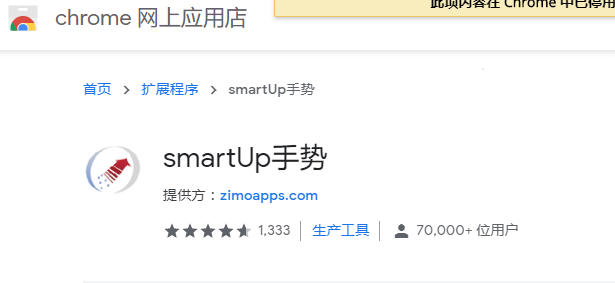 此项内容在 Chrome 中已停用
chrome 网上应用店
首页 > 扩展程序 > smartUp手势
smartUp手势
提供方：zimoapps.com
1,333 生产工具 70,000+ 位用户